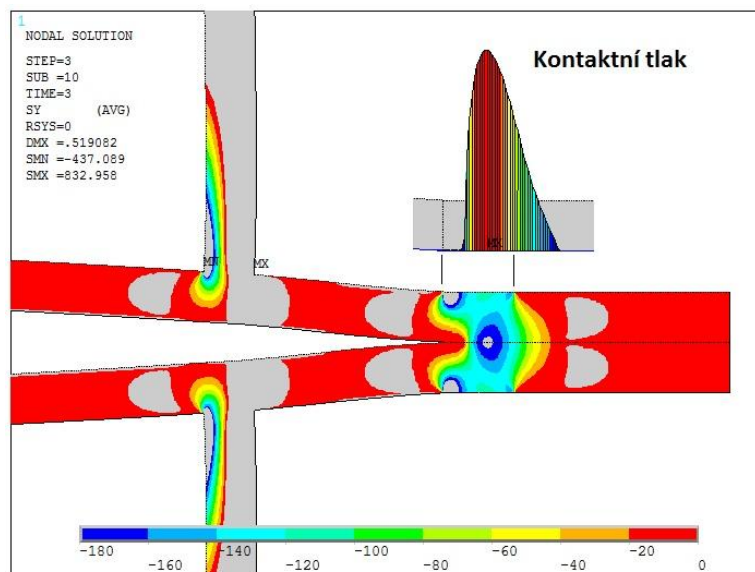 1
NODAL SOLUTION
STEP=3
SUB =10
TIME=3
SY (AVG)
RSYS=0
DMX =.519082
SMN =-437.089
SMX =832.958
Kontaktní tlak
MX
MN MX
-180 -160 -140 -120 -100 -80 -60 -40 -20 0